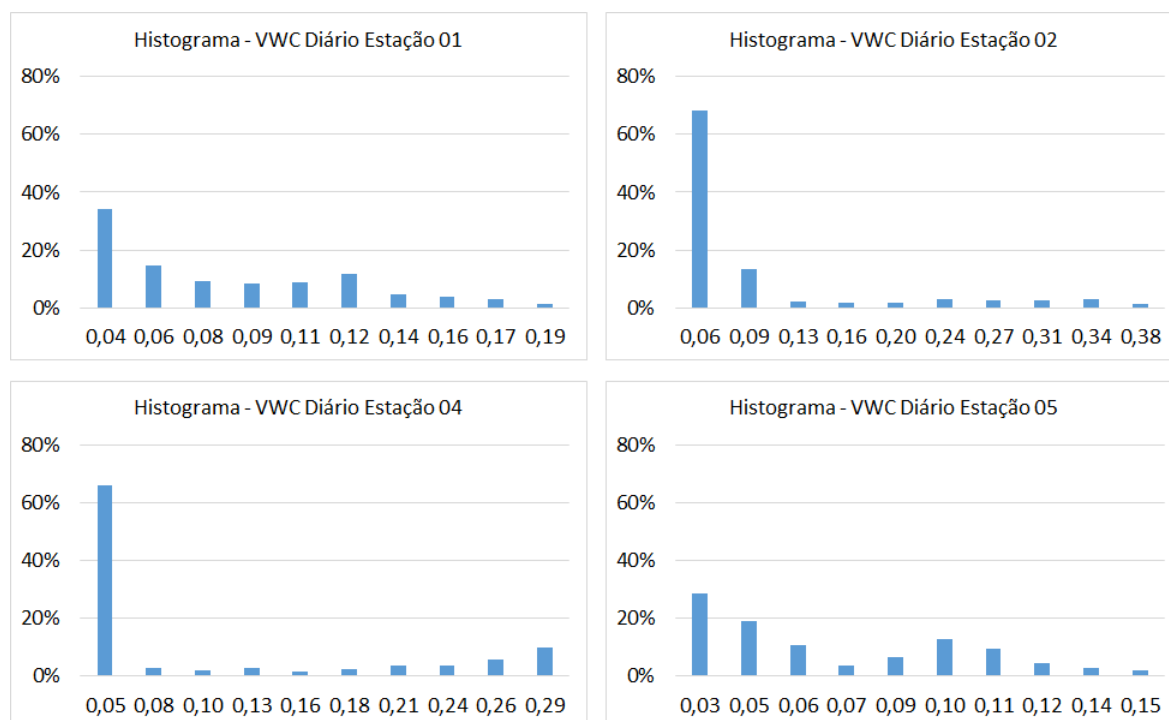 Histograma - VWC Diário Estação 01
80%
60%
40%
20%
0%
0,04 0,06 0,08 0,09 0,11 0,12 0,14 0,16 0,17 0,19
Histograma - VWC Diário Estação 02
80%
60%
40%
20%
0%
0,06 0,09 0,13 0,16 0,20 0,24 0,27 0,31 0,34 0,38
Histograma - VWC Diário Estação 04
80%
60%
40%
20%
0%
0,05 0,08 0,10 0,13 0,16 0,18 0,21 0,24 0,26 0,29
Histograma - VWC Diário Estação 05
80%
60%
40%
20%
0%
0,03 0,05 0,06 0,07 0,09 0,10 0,11 0,12 0,14 0,15